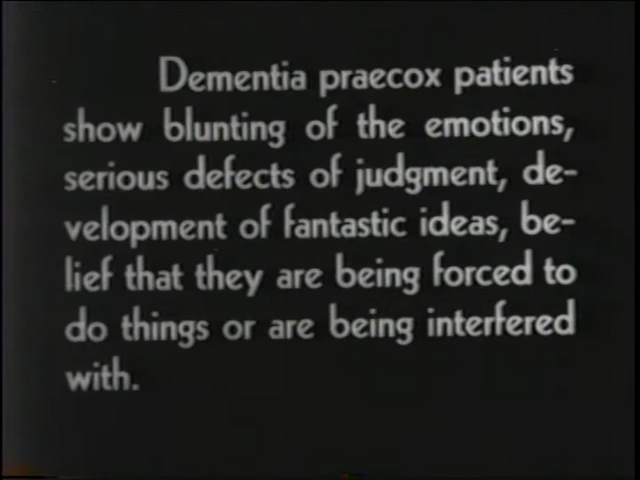 Dementia praecox patients
show blunting of the emotions,
serious defects of judgment, de-
velopment of fantastic ideas, be-
lief that they are being forced to
do things or are being interfered
with.